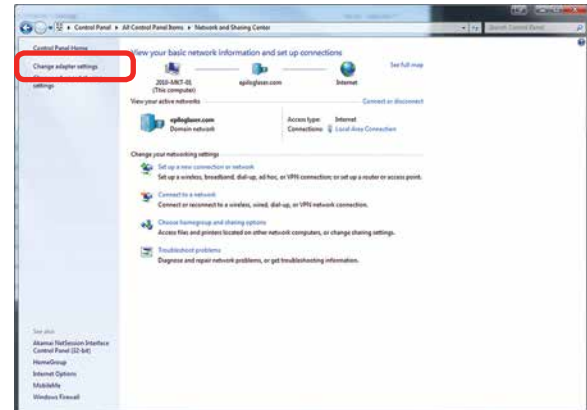 Control Panel ▸ All Control Panel Items ▸ Network and Sharing Center
Search Control Panel
Control Panel Home
Change adapter settings
settings
See also
Akamai NetSession Interface
Control Panel (32-bit)
HomeGroup
Internet Options
MobileMe
Windows Firewall
View your basic network information and set up connections
See full map
2010-MKT-01
(This computer)
epiloglaser.com
Internet
View your active networks
Connect or disconnect
epiloglaser.com
Domain network
Access type: Internet
Connections: Local Area Connection
Change your networking settings
Set up a new connection or network
Set up a wireless, broadband, dial-up, ad hoc, or VPN connection; or set up a router or access point.
Connect to a network
Connect or reconnect to a wireless, wired, dial-up, or VPN network connection.
Choose homegroup and sharing options
Access files and printers located on other network computers, or change sharing settings.
Troubleshoot problems
Diagnose and repair network problems, or get troubleshooting information.